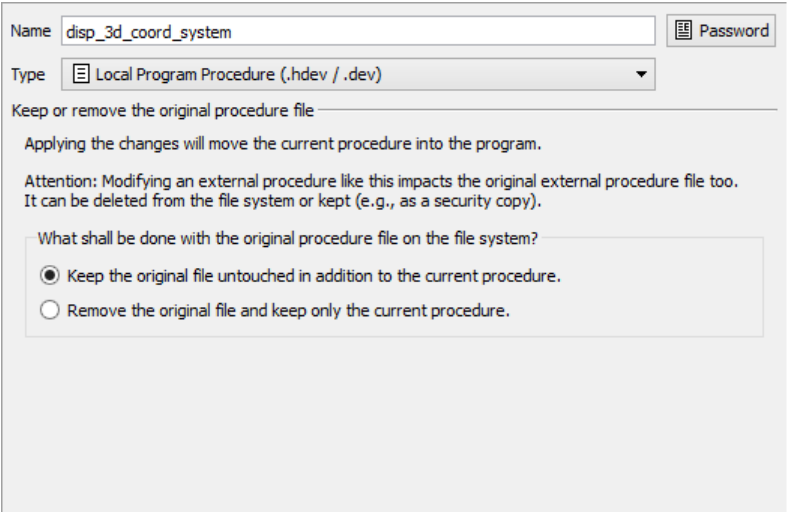 Name disp_3d_coord_system Password
Type Local Program Procedure (.hdev / .dev)
Keep or remove the original procedure file
Applying the changes will move the current procedure into the program.
Attention: Modifying an external procedure like this impacts the original external procedure file too.
It can be deleted from the file system or kept (e.g., as a security copy).
What shall be done with the original procedure file on the file system?
Keep the original file untouched in addition to the current procedure.
Remove the original file and keep only the current procedure.